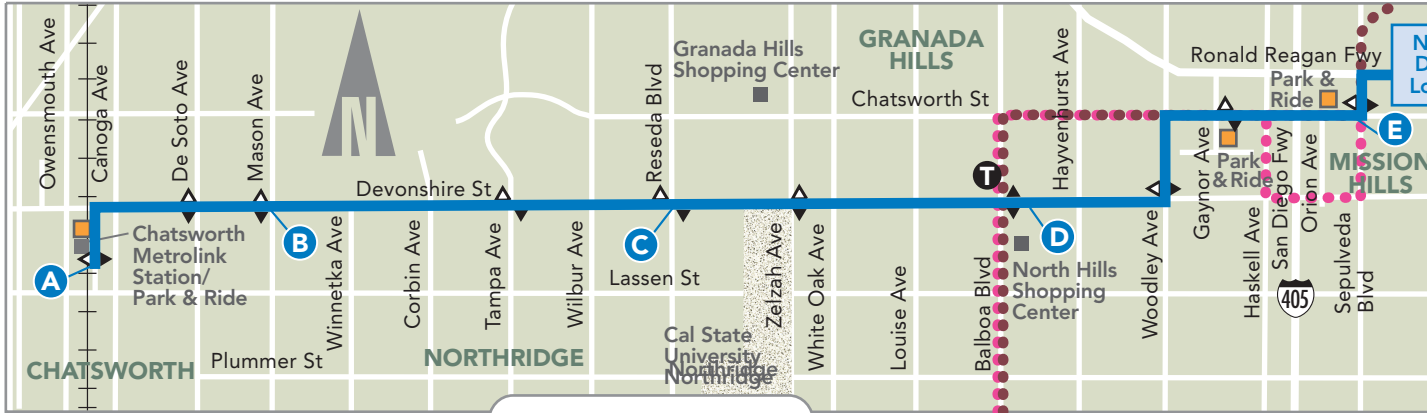 Owensmouth Ave
Canoga Ave
De Soto Ave
Mason Ave
N
Reseda Blvd
Granada Hills
Shopping Center
GRANADA
HILLS
Chatsworth St
Hayvenhurst Ave
Ronald Reagan Fwy
Park &
Ride
N
D
Lo
E
Devonshire St
T
Gaynor Ave
Park
& Ride
San Diego Fwy
Orion Ave
MISSION
HILLS
A
Chatsworth
Metrolink
Station/
Park & Ride
B
Winnetka Ave
Corbin Ave
Tampa Ave
Wilbur Ave
C
Lassen St
Zelzah Ave
White Oak Ave
Louise Ave
Balboa Blvd
D
North Hills
Shopping
Center
Woodley Ave
Haskell Ave
405
Sepulveda
Blvd
CHATSWORTH
Plummer St
NORTHRIDGE
Cal State
University
Northridge
Northridge